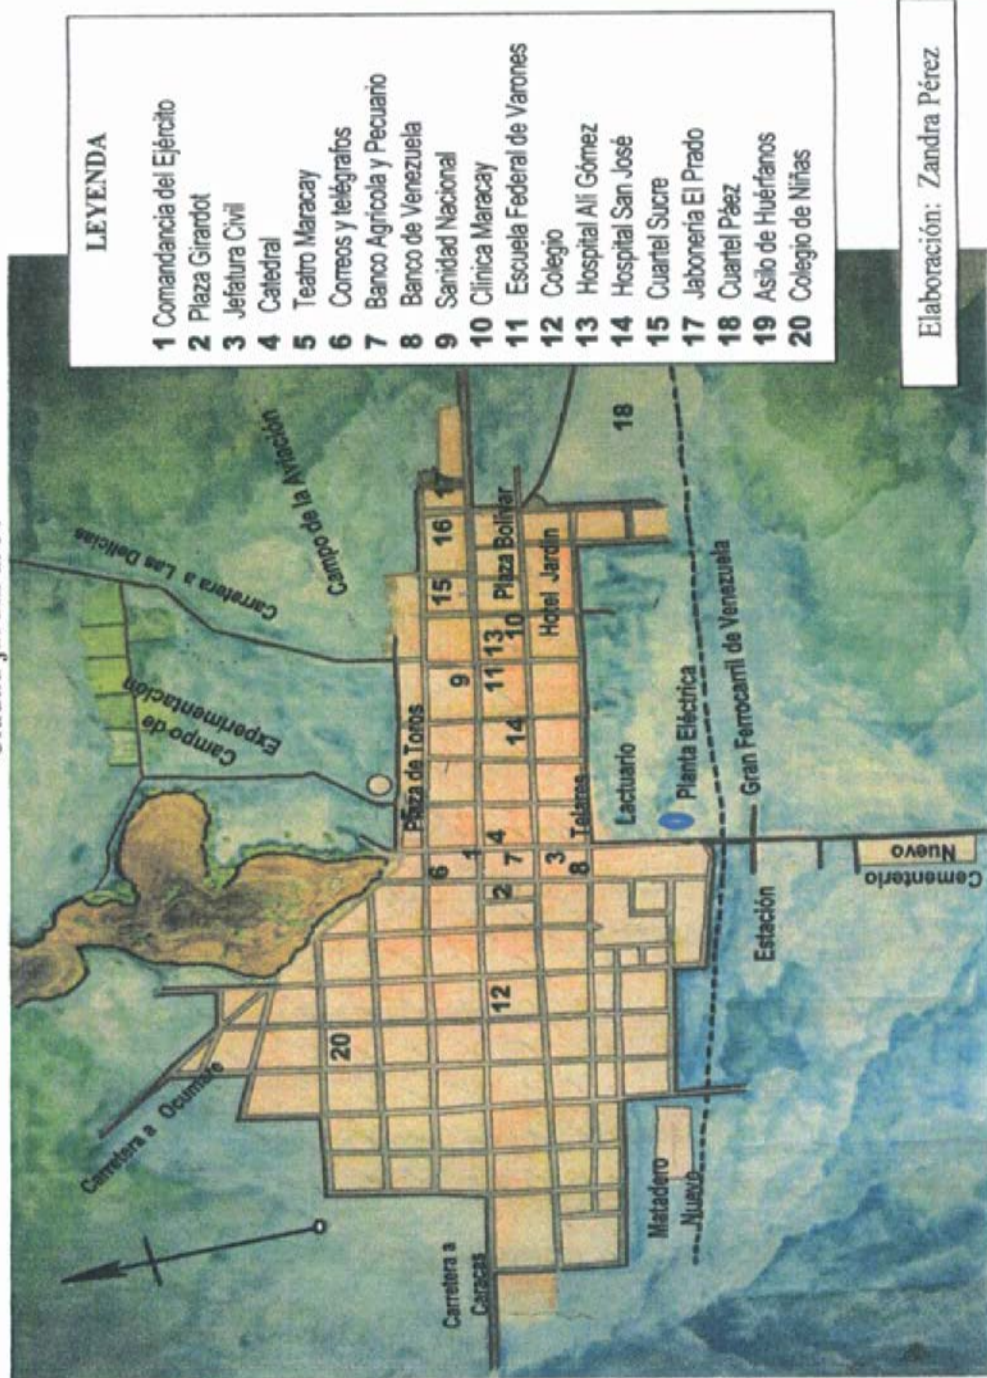 LEYENDA
1 Comandancia del Ejército
2 Plaza Girardot
3 Jefatura Civil
4 Catedral
5 Teatro Maracay
6 Correos y telégrafos
7 Banco Agrícola y Pecuario
8 Banco de Venezuela
9 Sanidad Nacional
10 Clínica Maracay
11 Escuela Federal de Varones
12 Colegio
13 Hospital Alí Gómez
14 Hospital San José
15 Cuartel Sucre
17 Jabonería El Prado
18 Cuartel Páez
19 Asilo de Huérfanos
20 Colegio de Niñas
Elaboración: Zandra Pérez
Carretera a Ocumare
Carretera a
Caracas
Campo de
Experimentación
Carretera a Las Delicias
Campo de la Aviación
Plaza de Toros
20
12
6
1
2
7
4
3
8
Telares
14
9
11
13
10
15
16
17
Plaza Bolívar
Hotel Jardín
18
Lactuario
Planta Eléctrica
Gran Ferrocarril de Venezuela
Estación
Cementerio
Nuevo
Matadero
Nuevo